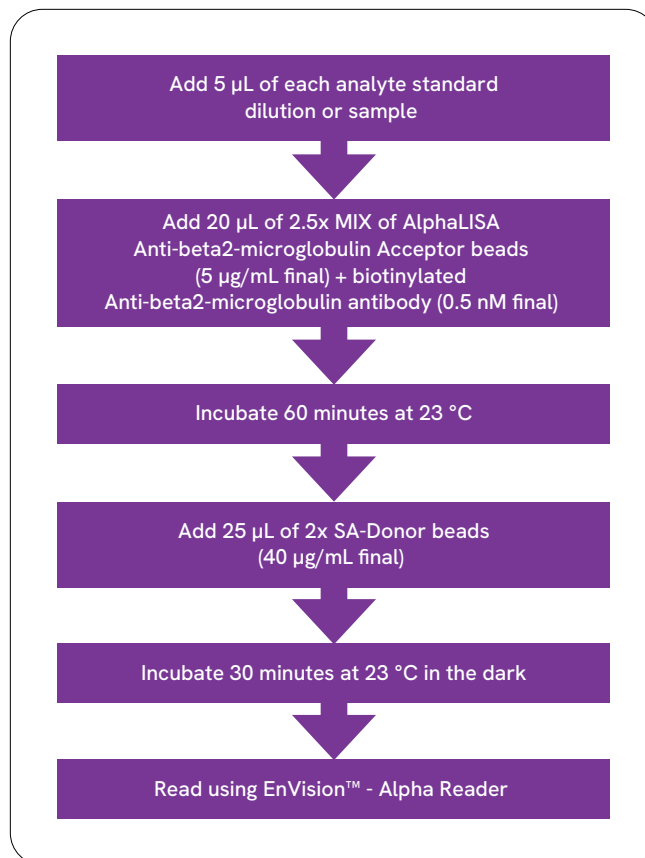 Add 5 µL of each analyte standard
dilution or sample
Add 20 µL of 2.5x MIX of AlphaLISA
Anti-beta2-microglobulin Acceptor beads
(5 µg/mL final) + biotinylated
Anti-beta2-microglobulin antibody (0.5 nM final)
Incubate 60 minutes at 23 °C
Add 25 µL of 2x SA-Donor beads
(40 µg/mL final)
Incubate 30 minutes at 23 °C in the dark
Read using EnVision™ - Alpha Reader